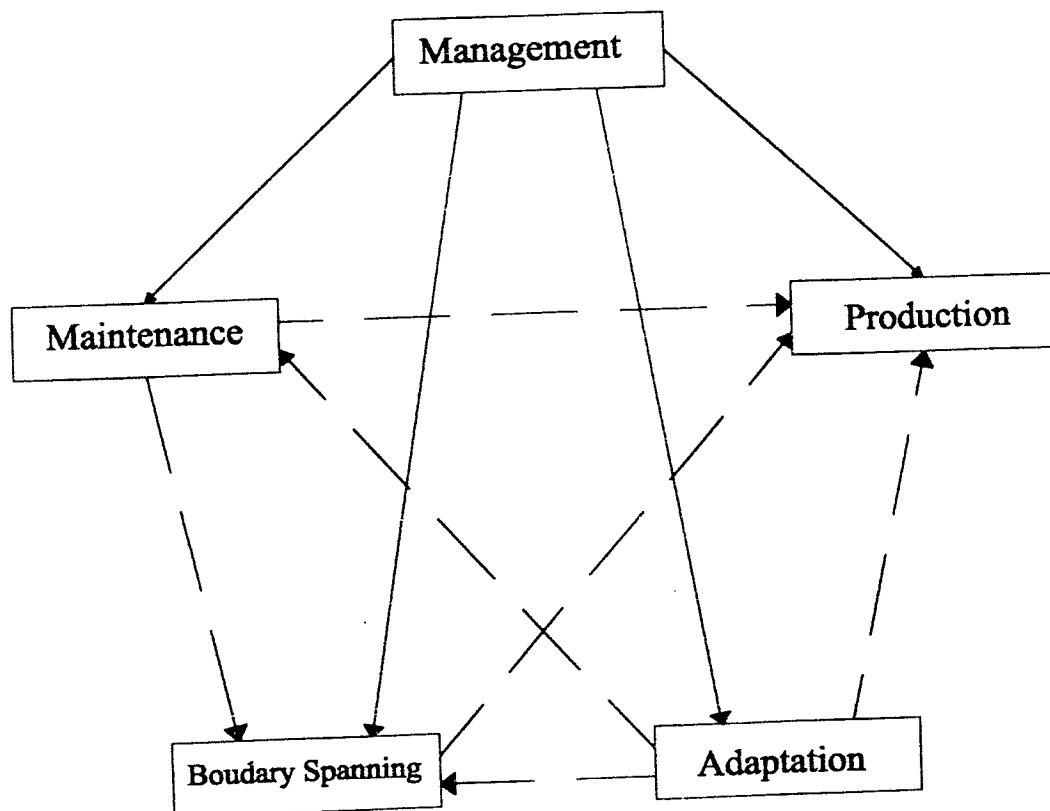 Management
Maintenance
Production
Boudary Spanning
Adaptation